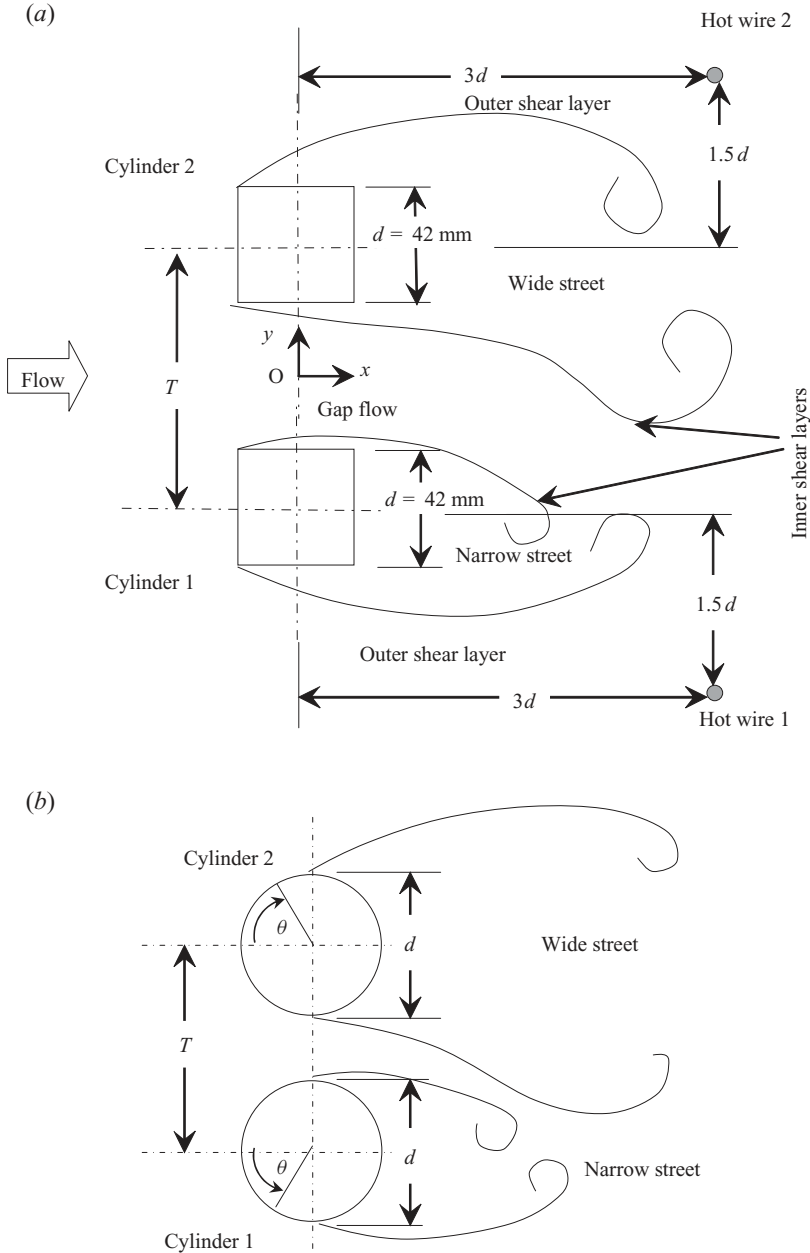 (a)
Hot wire 2
3d
Outer shear layer
1.5d
Cylinder 2
d = 42 mm
Wide street
y
Flow
T
O
x
Gap flow
Inner shear layers
d = 42 mm
Narrow street
Cylinder 1
1.5d
Outer shear layer
3d
Hot wire 1
(b)
Cylinder 2
θ
d
Wide street
T
θ
d
Narrow street
Cylinder 1